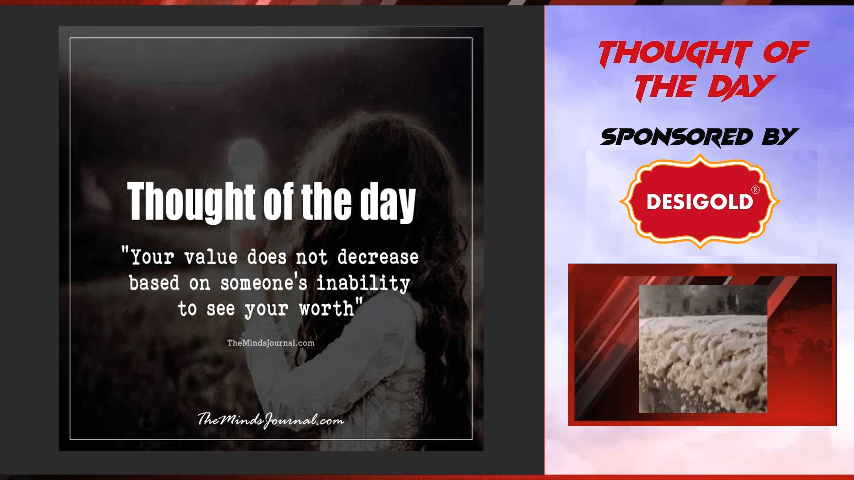 Thought of the day
"Your value does not decrease
based on someone's inability
to see your worth"
TheMindsJournal.com
TheMindsJournal.com
THOUGHT OF
THE DAY
SPONSORED BY
DESIGOLD®